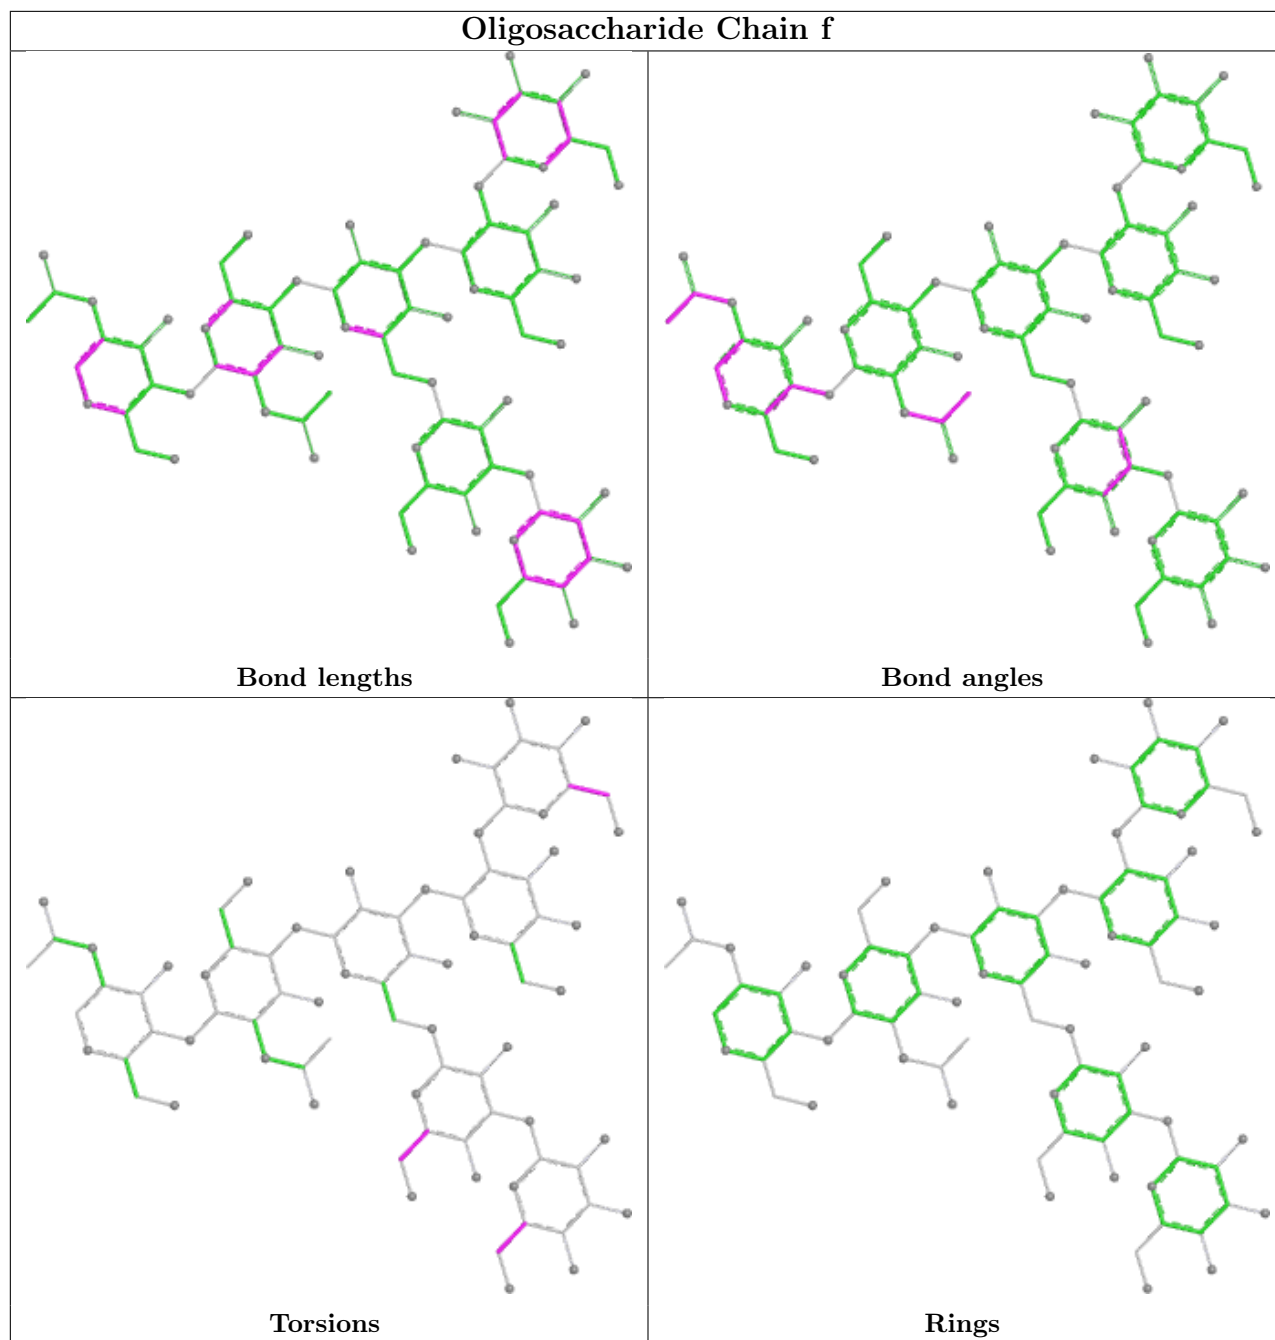 Oligosaccharide Chain f
Bond lengths
Bond angles
Torsions
Rings